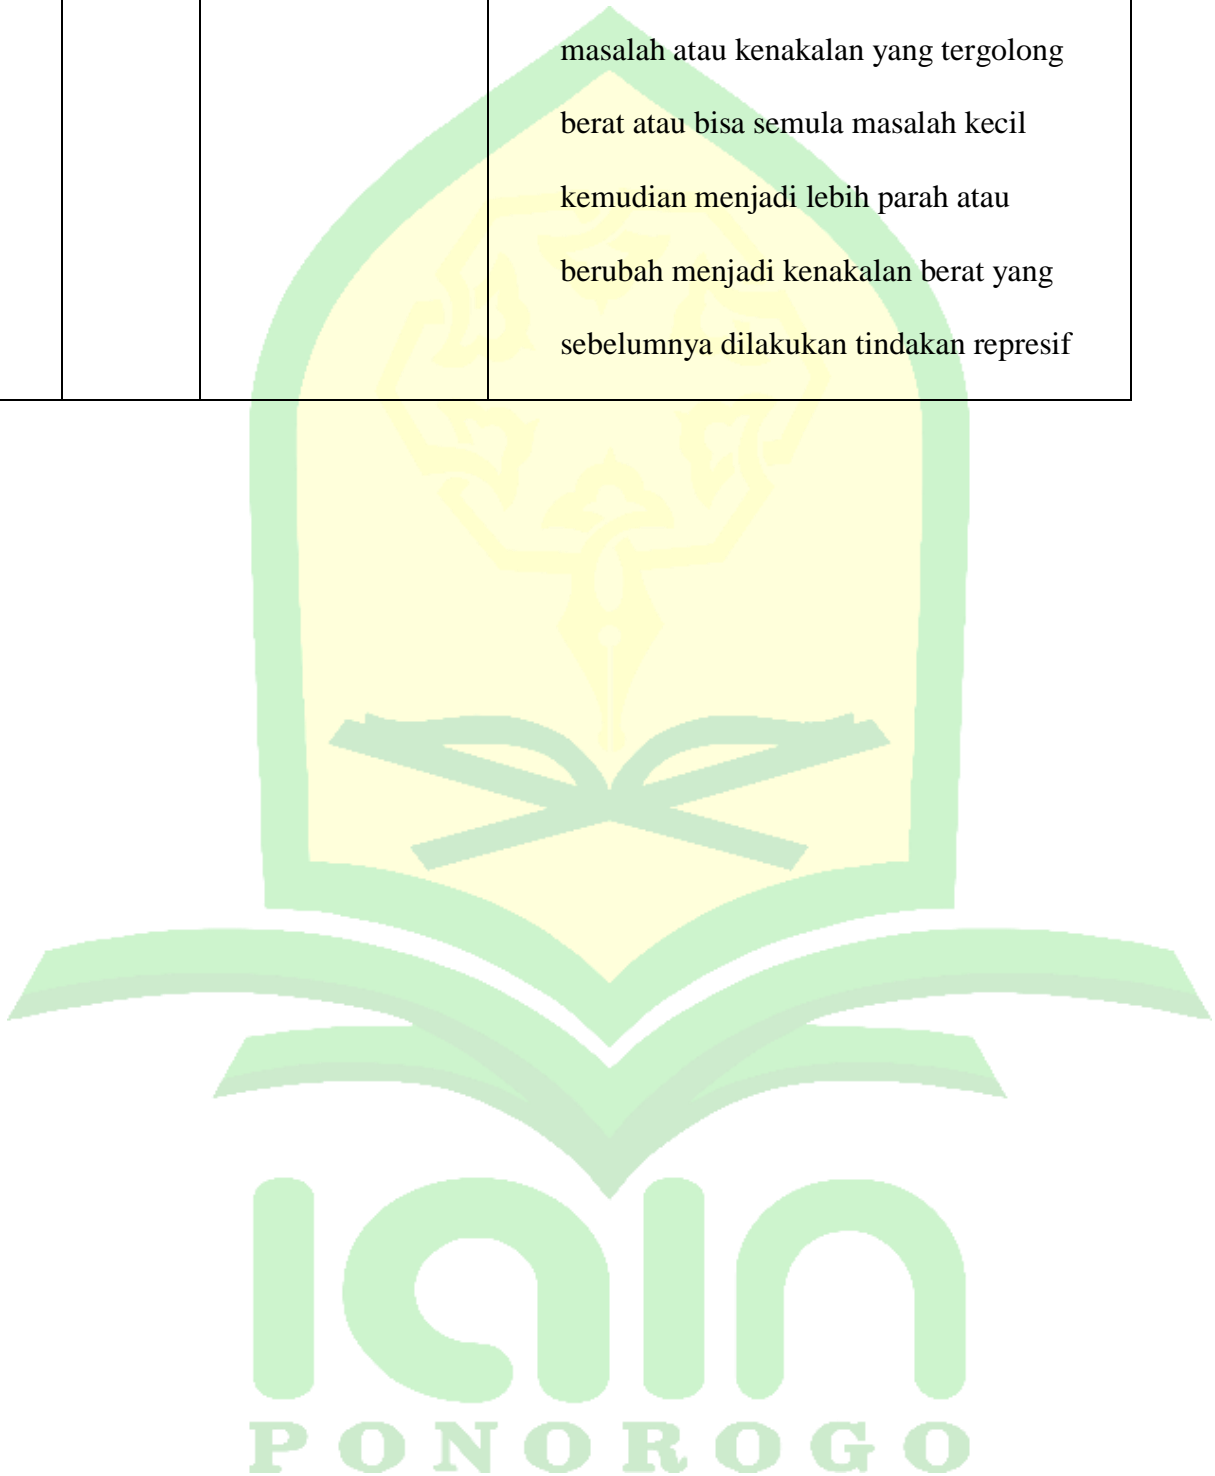 masalah atau kenakalan yang tergolong
berat atau bisa semula masalah kecil
kemudian menjadi lebih parah atau
berubah menjadi kenakalan berat yang
sebelumnya dilakukan tindakan represif
iain
PONOROGO